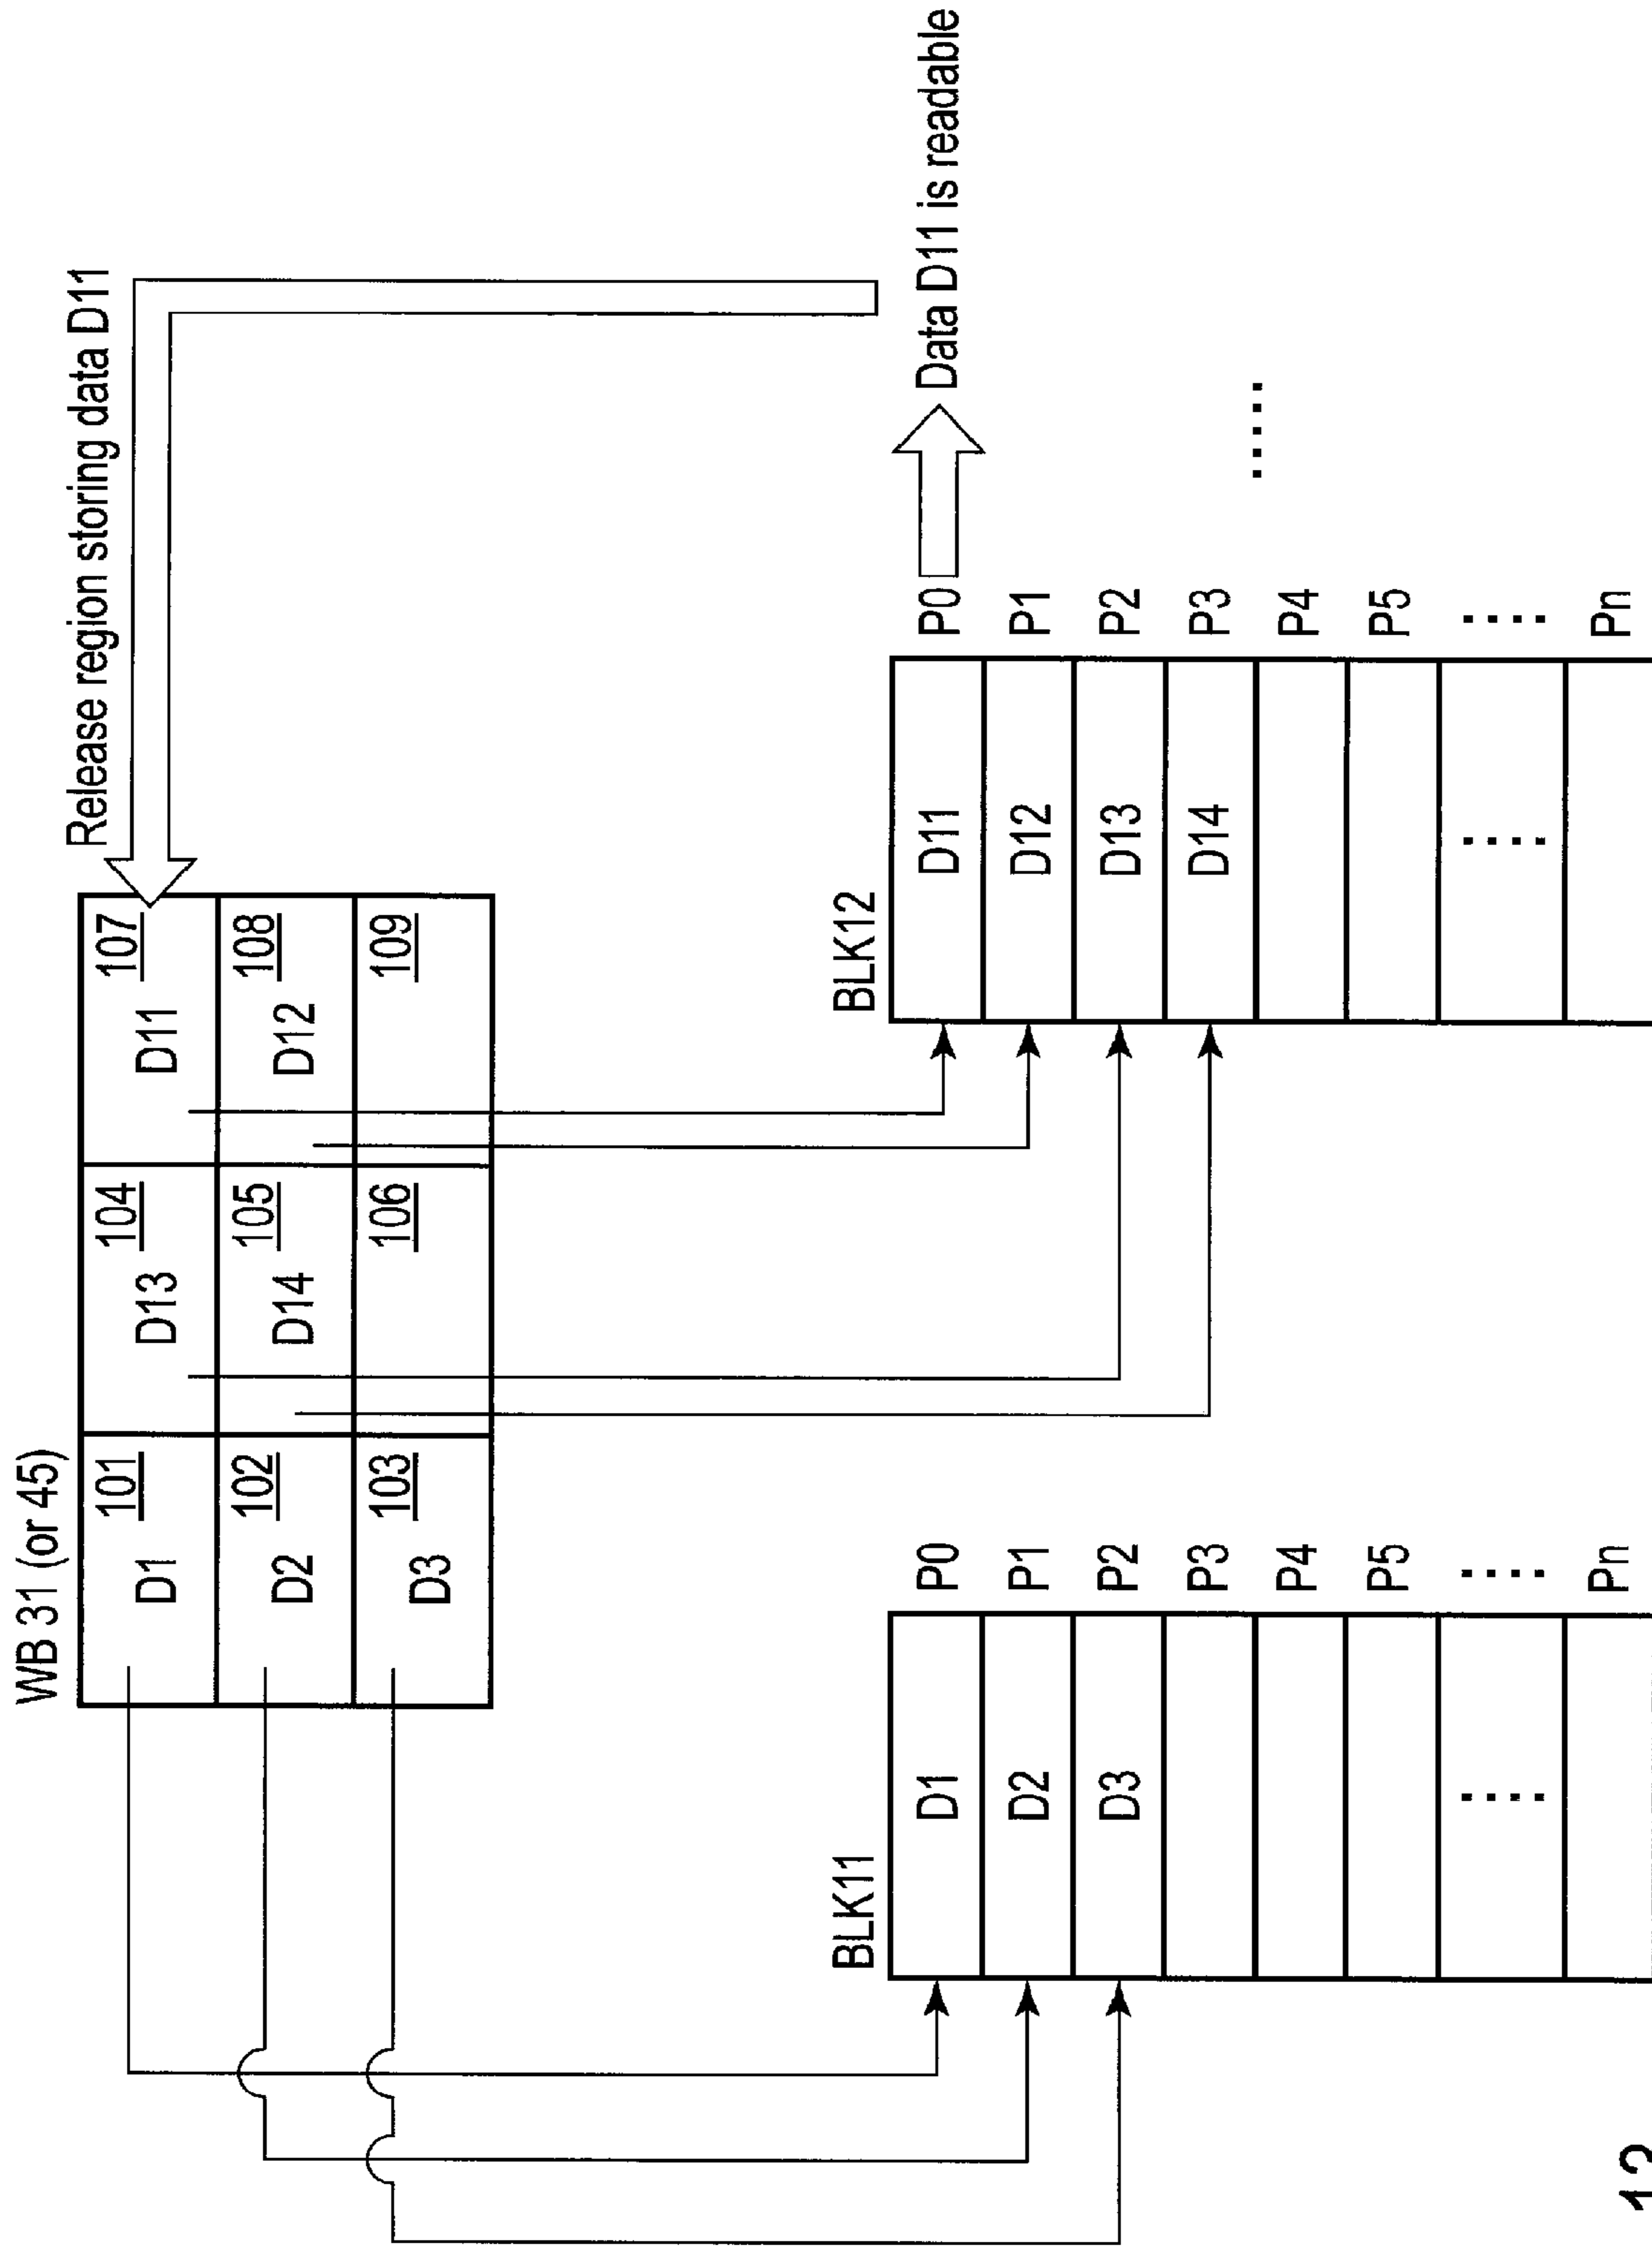 WB 31 (or 45)
Release region storing data D11
D1 101
D13 104
D11 107
D2 102
D14 105
D12 108
D3 103
106
109
BLK11
D1 P0
D2 P1
D3 P2
P3
P4
P5
.... ....
Pn
BLK12
D11 P0
D12 P1
D13 P2
D14 P3
P4
P5
.... ....
Pn
Data D11 is readable
.....